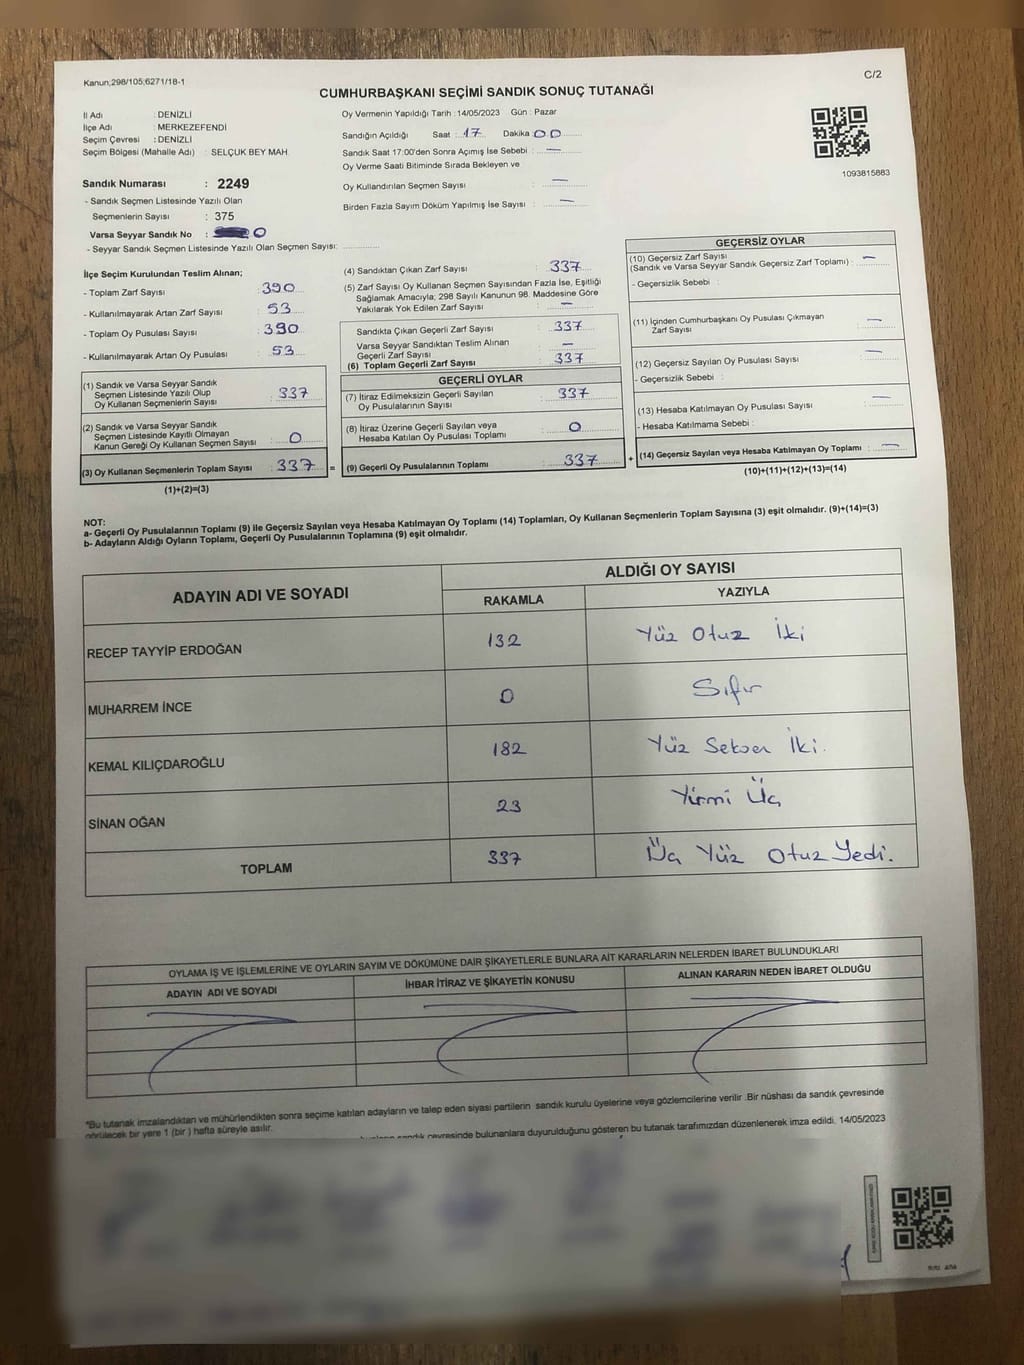 Kanun;298/105;6271/18-1
C/2
CUMHURBAŞKANI SEÇİMİ SANDIK SONUÇ TUTANAĞI
İl Adı : DENİZLİ
İlçe Adı : MERKEZEFENDİ
Seçim Çevresi : DENİZLİ
Seçim Bölgesi (Mahalle Adı) : SELÇUK BEY MAH.
Sandık Numarası : 2249
- Sandık Seçmen Listesinde Yazılı Olan
Seçmenlerin Sayısı : 375
Varsa Seyyar Sandık No : 0
- Seyyar Sandık Seçmen Listesinde Yazılı Olan Seçmen Sayısı:
Oy Vermenin Yapıldığı Tarih : 14/05/2023 Gün : Pazar
Sandığın Açıldığı Saat : 17 Dakika 00
Sandık Saat 17:00'den Sonra Açımış İse Sebebi : —
Oy Verme Saati Bitiminde Sırada Bekleyen ve
Oy Kullandırılan Seçmen Sayısı : —
Birden Fazla Sayım Döküm Yapılmış İse Sayısı : —
1093815883
İlçe Seçim Kurulundan Teslim Alınan;
- Toplam Zarf Sayısı : 390
- Kullanılmayarak Artan Zarf Sayısı : 53
- Toplam Oy Pusulası Sayısı : 390
- Kullanılmayarak Artan Oy Pusulası : 53
(1) Sandık ve Varsa Seyyar Sandık
Seçmen Listesinde Yazılı Olup
Oy Kullanan Seçmenlerin Sayısı : 337
(2) Sandık ve Varsa Seyyar Sandık
Seçmen Listesinde Kayıtlı Olmayan
Kanun Gereği Oy Kullanan Seçmen Sayısı : 0
(3) Oy Kullanan Seçmenlerin Toplam Sayısı : 337 =
(1)+(2)=(3)
(4) Sandıktan Çıkan Zarf Sayısı : 337
(5) Zarf Sayısı Oy Kullanan Seçmen Sayısından Fazla İse, Eşitliği
Sağlamak Amacıyla; 298 Sayılı Kanunun 98. Maddesine Göre
Yakılarak Yok Edilen Zarf Sayısı : —
Sandıkta Çıkan Geçerli Zarf Sayısı : 337
Varsa Seyyar Sandıktan Teslim Alınan
Geçerli Zarf Sayısı : —
(6) Toplam Geçerli Zarf Sayısı : 337
GEÇERLİ OYLAR
(7) İtiraz Edilmeksizin Geçerli Sayılan
Oy Pusulalarının Sayısı : 337
(8) İtiraz Üzerine Geçerli Sayılan veya
Hesaba Katılan Oy Pusulası Toplamı : 0
(9) Geçerli Oy Pusulalarının Toplamı : 337 +
GEÇERSİZ OYLAR
(10) Geçersiz Zarf Sayısı
(Sandık ve Varsa Seyyar Sandık Geçersiz Zarf Toplamı) : —
- Geçersizlik Sebebi :
(11) İçinden Cumhurbaşkanı Oy Pusulası Çıkmayan
Zarf Sayısı : —
(12) Geçersiz Sayılan Oy Pusulası Sayısı : —
- Geçersizlik Sebebi :
(13) Hesaba Katılmayan Oy Pusulası Sayısı : —
- Hesaba Katılmama Sebebi :
(14) Geçersiz Sayılan veya Hesaba Katılmayan Oy Toplamı : —
(10)+(11)+(12)+(13)=(14)
NOT:
a- Geçerli Oy Pusulalarının Toplamı (9) ile Geçersiz Sayılan veya Hesaba Katılmayan Oy Toplamı (14) Toplamları, Oy Kullanan Seçmenlerin Toplam Sayısına (3) eşit olmalıdır. (9)+(14)=(3)
b- Adayların Aldığı Oyların Toplamı, Geçerli Oy Pusulalarının Toplamına (9) eşit olmalıdır.
ADAYIN ADI VE SOYADI
ALDIĞI OY SAYISI
RAKAMLA YAZIYLA
RECEP TAYYİP ERDOĞAN 132 Yüz Otuz İki
MUHARREM İNCE 0 Sıfır
KEMAL KILIÇDAROĞLU 182 Yüz Seksen İki.
SİNAN OĞAN 23 Yirmi Üç
TOPLAM 337 Üç Yüz Otuz Yedi.
OYLAMA İŞ VE İŞLEMLERİNE VE OYLARIN SAYIM VE DÖKÜMÜNE DAİR ŞİKAYETLERLE BUNLARA AİT KARARLARIN NELERDEN İBARET BULUNDUKLARI
ADAYIN ADI VE SOYADI İHBAR İTİRAZ VE ŞİKAYETİN KONUSU ALINAN KARARIN NEDEN İBARET OLDUĞU
*Bu tutanak imzalandıktan ve mühürlendikten sonra seçime katılan adayların ve talep eden siyasi partilerin sandık kurulu üyelerine veya gözlemcilerine verilir .Bir nüshası da sandık çevresinde
görülecek bir yere 1 (bir ) hafta süreyle asılır.
sandık çevresinde bulunanlara duyurulduğunu gösteren bu tutanak tarafımızdan düzenlenerek imza edildi. 14/05/2023